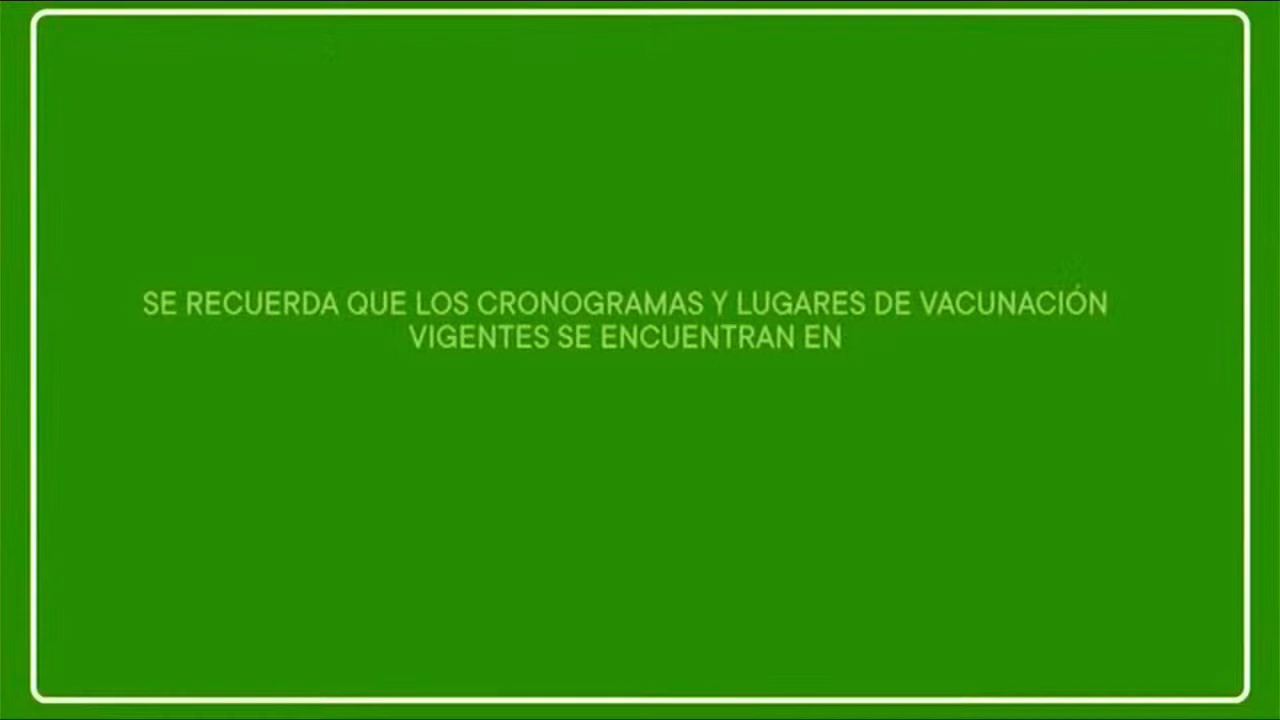 SE RECUERDA QUE LOS CRONOGRAMAS Y LUGARES DE VACUNACIÓN
VIGENTES SE ENCUENTRAN EN